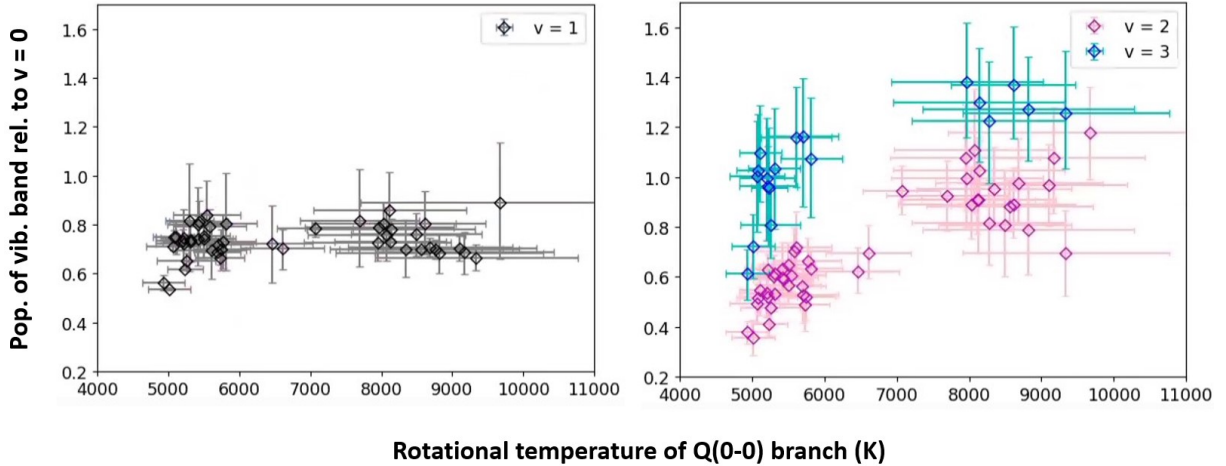 Pop. of vib. band rel. to v = 0
1.6
1.4
1.2
1.0
0.8
0.6
0.4
0.2
4000 5000 6000 7000 8000 9000 10000 11000
v = 1
1.6
1.4
1.2
1.0
0.8
0.6
0.4
0.2
4000 5000 6000 7000 8000 9000 10000 11000
v = 2
v = 3
Rotational temperature of Q(0-0) branch (K)